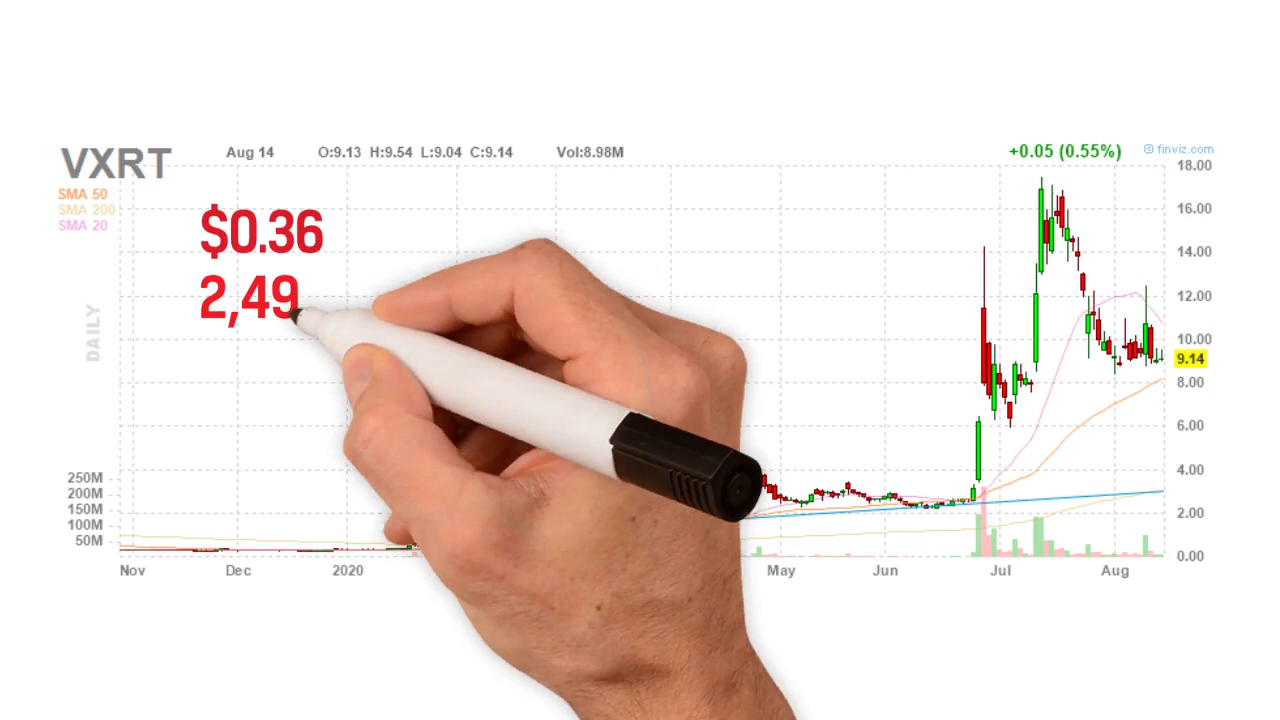 VXRT Aug 14 O:9.13 H:9.54 L:9.04 C:9.14 Vol:8.98M +0.05 (0.55%) finviz.com
SMA 50
SMA 200
SMA 20
$0.36
2,49
DAILY
18.00
16.00
14.00
12.00
10.00
9.14
8.00
6.00
4.00
2.00
0.00
250M
200M
150M
100M
50M
Nov Dec 2020 May Jun Jul Aug